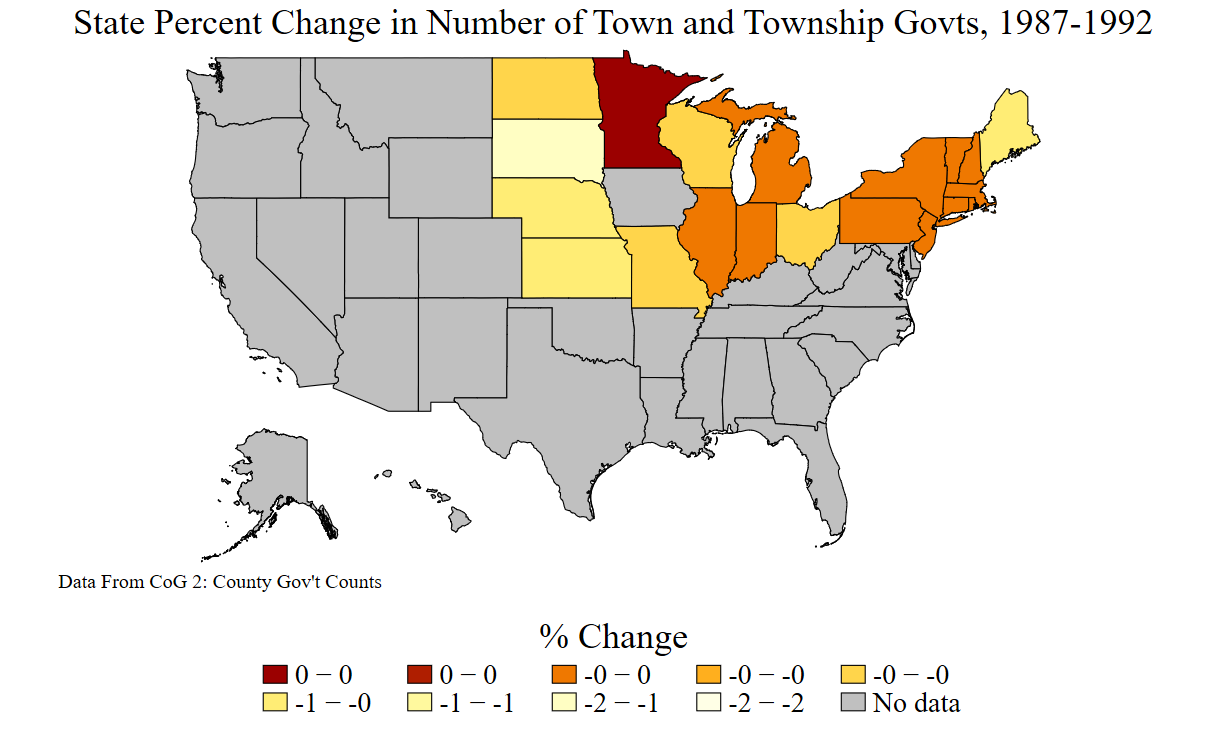 State Percent Change in Number of Town and Township Govts, 1987-1992
Data From CoG 2: County Gov't Counts
% Change
0 − 0 0 − 0 -0 − 0 -0 − -0 -0 − -0
-1 − -0 -1 − -1 -2 − -1 -2 − -2 No data